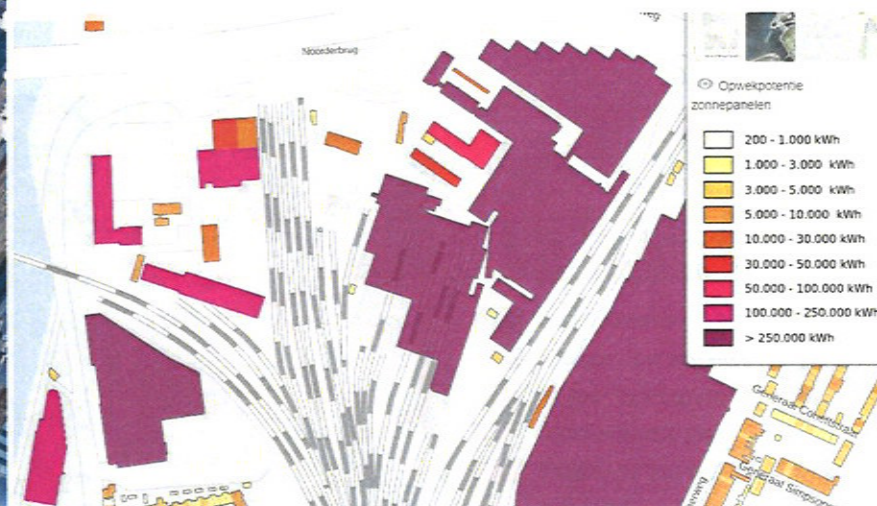 Noorderbrug
Opwekpotentie
zonnepanelen
200 - 1.000 kWh
1.000 - 3.000 kWh
3.000 - 5.000 kWh
5.000 - 10.000 kWh
10.000 - 30.000 kWh
30.000 - 50.000 kWh
50.000 - 100.000 kWh
100.000 - 250.000 kWh
> 250.000 kWh
Generaal
Generaal